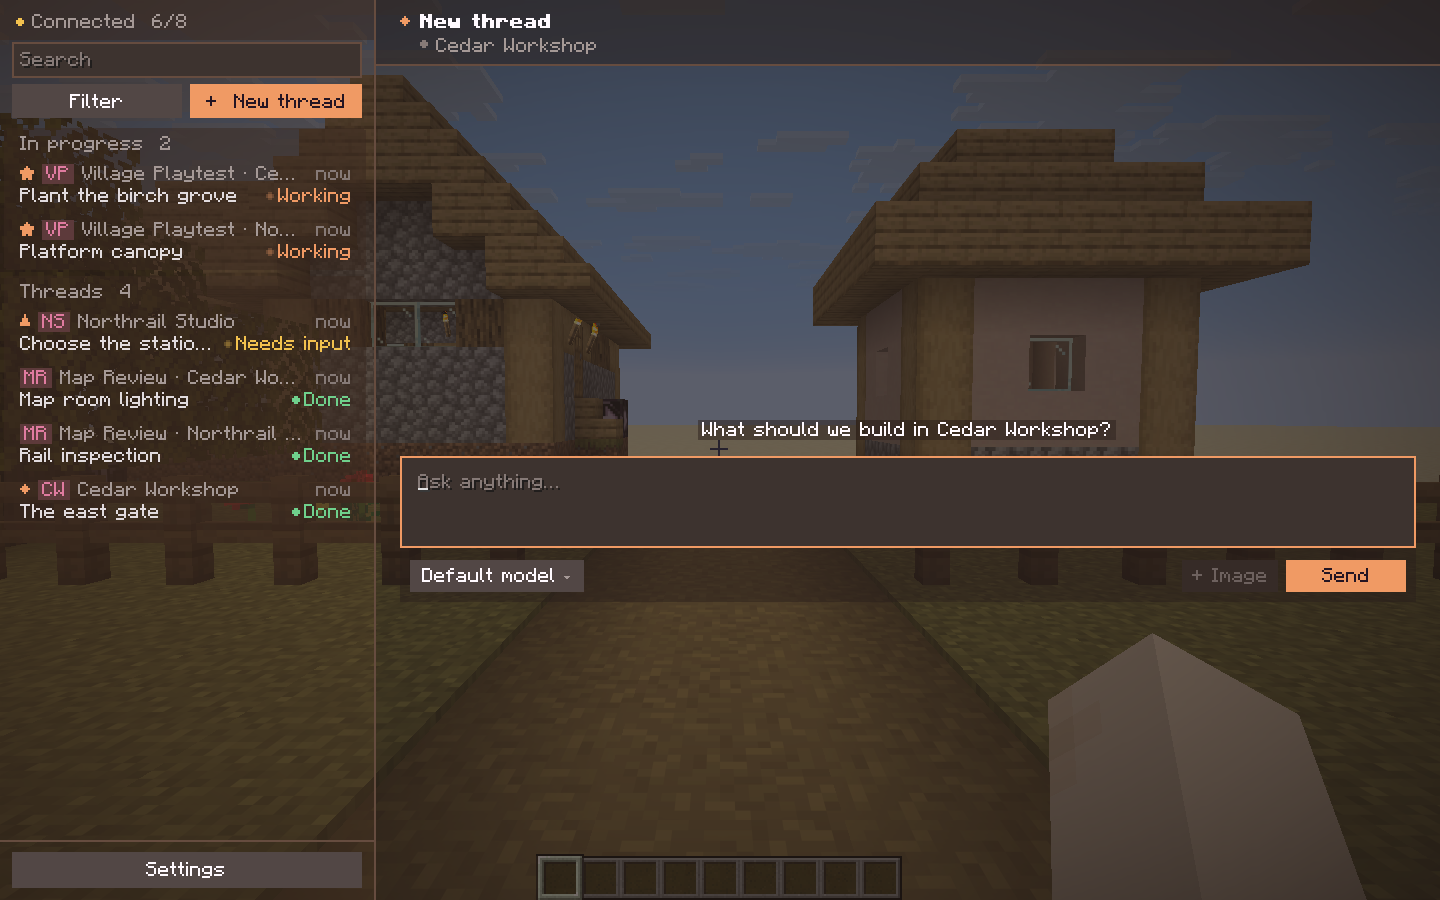 Connected 6/8
Search
Filter
+ New thread
In progress 2
VP Village Playtest · Ce... now
Plant the birch grove Working
VP Village Playtest · No... now
Platform canopy Working
Threads 4
NS Northrail Studio now
Choose the statio... Needs input
MR Map Review · Cedar Wo... now
Map room lighting Done
MR Map Review · Northrail ... now
Rail inspection Done
CW Cedar Workshop now
The east gate Done
Settings
New thread
Cedar Workshop
What should we build in Cedar Workshop?
Ask anything...
Default model
+ Image
Send